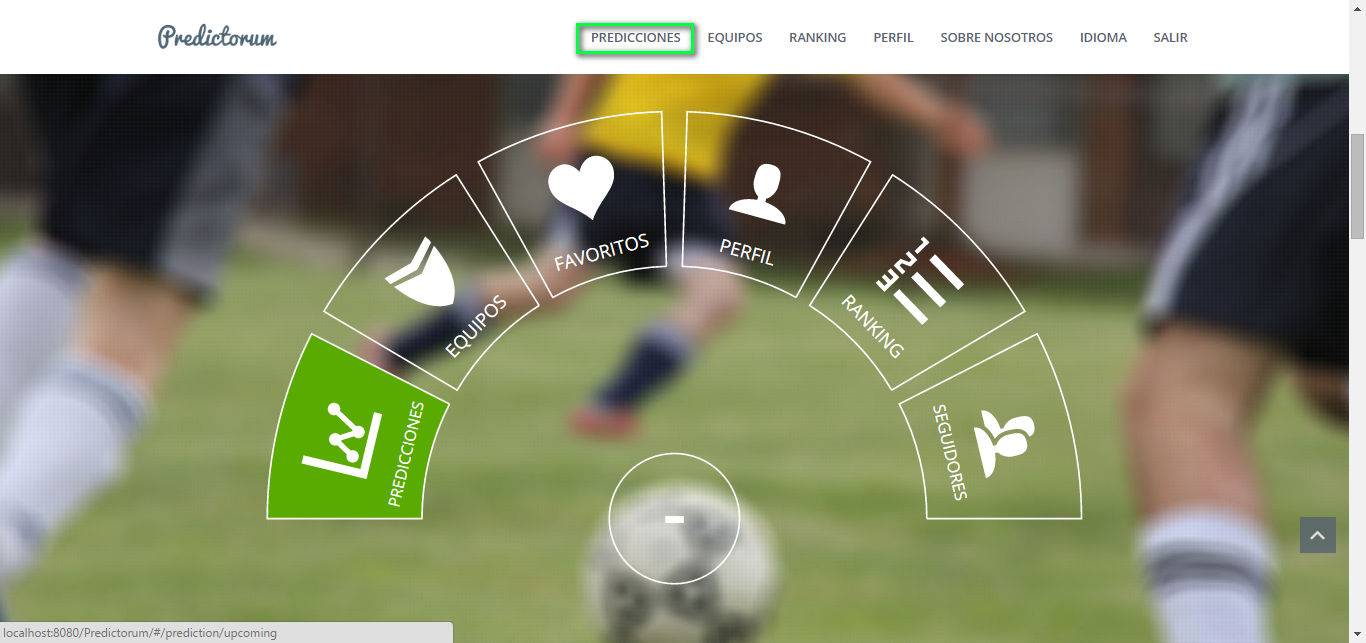 Predictorum
PREDICCIONES EQUIPOS RANKING PERFIL SOBRE NOSOTROS IDIOMA SALIR
PREDICCIONES
EQUIPOS
FAVORITOS
PERFIL
RANKING
SEGUIDORES
-
localhost:8080/Predictorum/#/prediction/upcoming